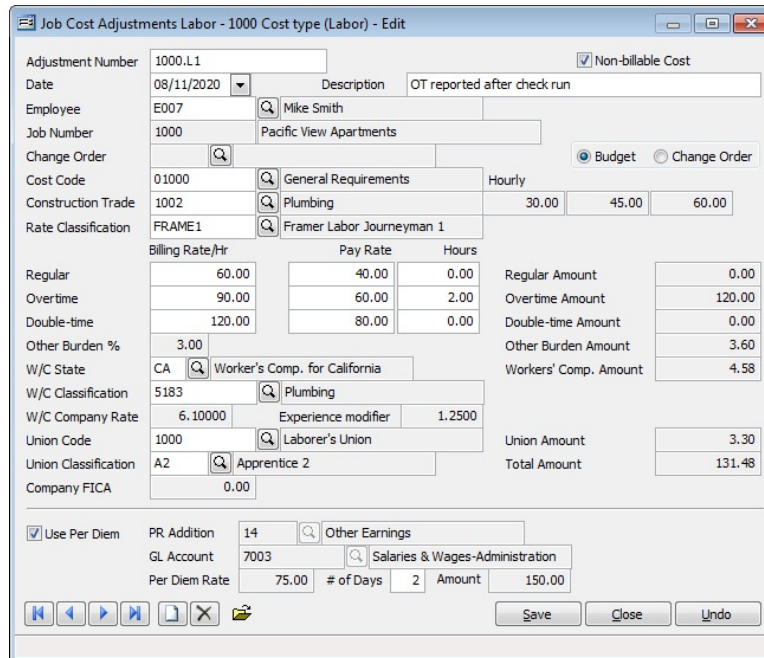 Job Cost Adjustments Labor - 1000 Cost type (Labor) - Edit
Adjustment Number 1000.L1 Non-billable Cost
Date 08/11/2020 Description OT reported after check run
Employee E007 Mike Smith
Job Number 1000 Pacific View Apartments
Change Order Budget Change Order
Cost Code 01000 General Requirements Hourly
Construction Trade 1002 Plumbing 30.00 45.00 60.00
Rate Classification FRAME1 Framer Labor Journeyman 1
Billing Rate/Hr Pay Rate Hours
Regular 60.00 40.00 0.00 Regular Amount 0.00
Overtime 90.00 60.00 2.00 Overtime Amount 120.00
Double-time 120.00 80.00 0.00 Double-time Amount 0.00
Other Burden % 3.00 Other Burden Amount 3.60
W/C State CA Worker's Comp. for California Workers' Comp. Amount 4.58
W/C Classification 5183 Plumbing
W/C Company Rate 6.10000 Experience modifier 1.2500
Union Code 1000 Laborer's Union Union Amount 3.30
Union Classification A2 Apprentice 2 Total Amount 131.48
Company FICA 0.00
Use Per Diem PR Addition 14 Other Earnings
GL Account 7003 Salaries & Wages-Administration
Per Diem Rate 75.00 # of Days 2 Amount 150.00
Save Close Undo